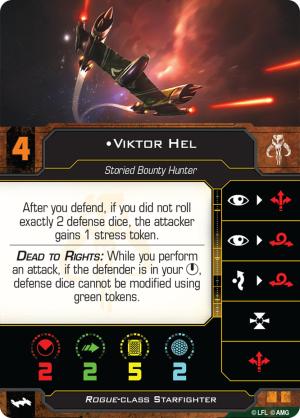 4
•Viktor Hel
Storied Bounty Hunter
After you defend, if you did not roll
exactly 2 defense dice, the attacker
gains 1 stress token.
Dead to Rights: While you perform
an attack, if the defender is in your ,
defense dice cannot be modified using
green tokens.
2 2 5 2
Rogue-class Starfighter
© LFL © AMG